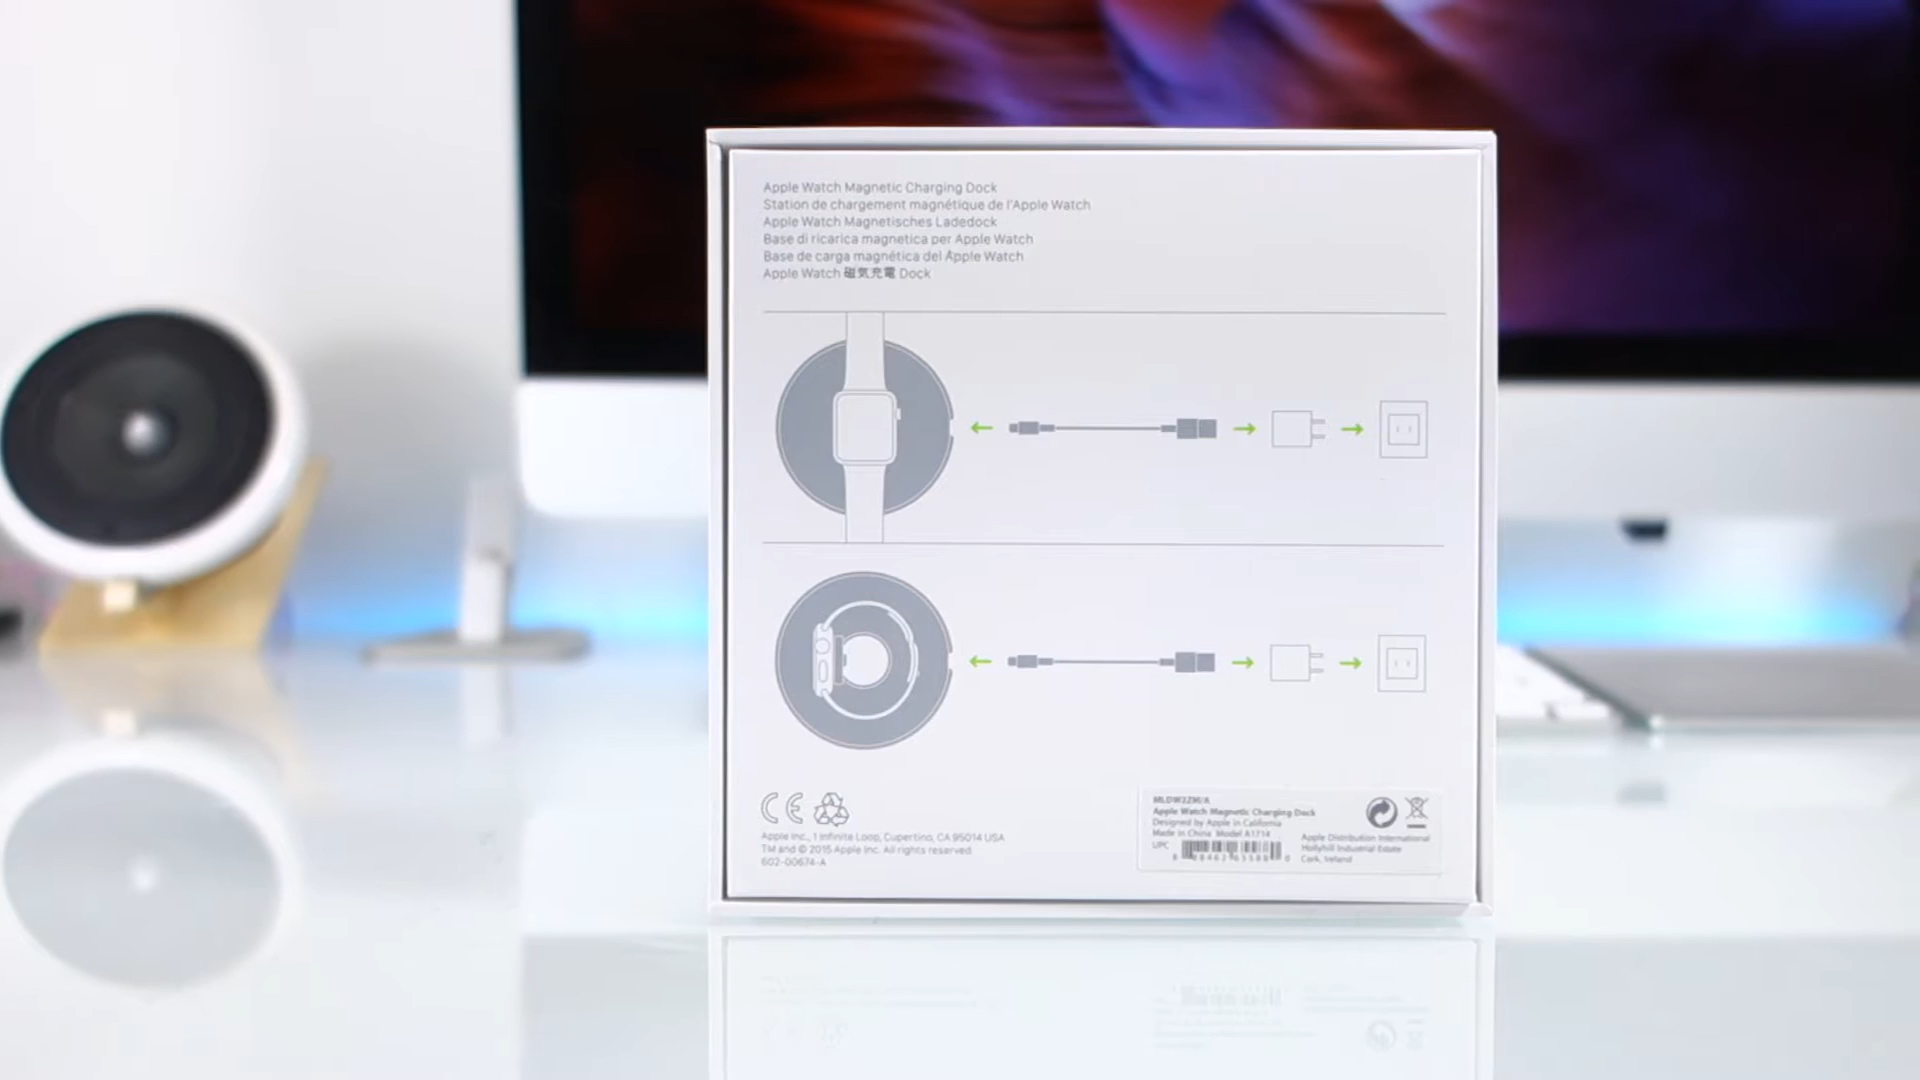 Apple Watch Magnetic Charging Dock
Station de chargement magnétique de l'Apple Watch
Apple Watch Magnetisches Ladedock
Base di ricarica magnetica per Apple Watch
Base de carga magnética del Apple Watch
Apple Watch 磁気充電 Dock
CE
Apple Inc., 1 Infinite Loop, Cupertino, CA 95014 USA
TM and © 2015 Apple Inc. All rights reserved.
602-00674-A
MLDW2ZM/A
Apple Watch Magnetic Charging Dock
Designed by Apple in California
Made in China Model A1714
UPC
Apple Distribution International
Hollyhill Industrial Estate
Cork, Ireland